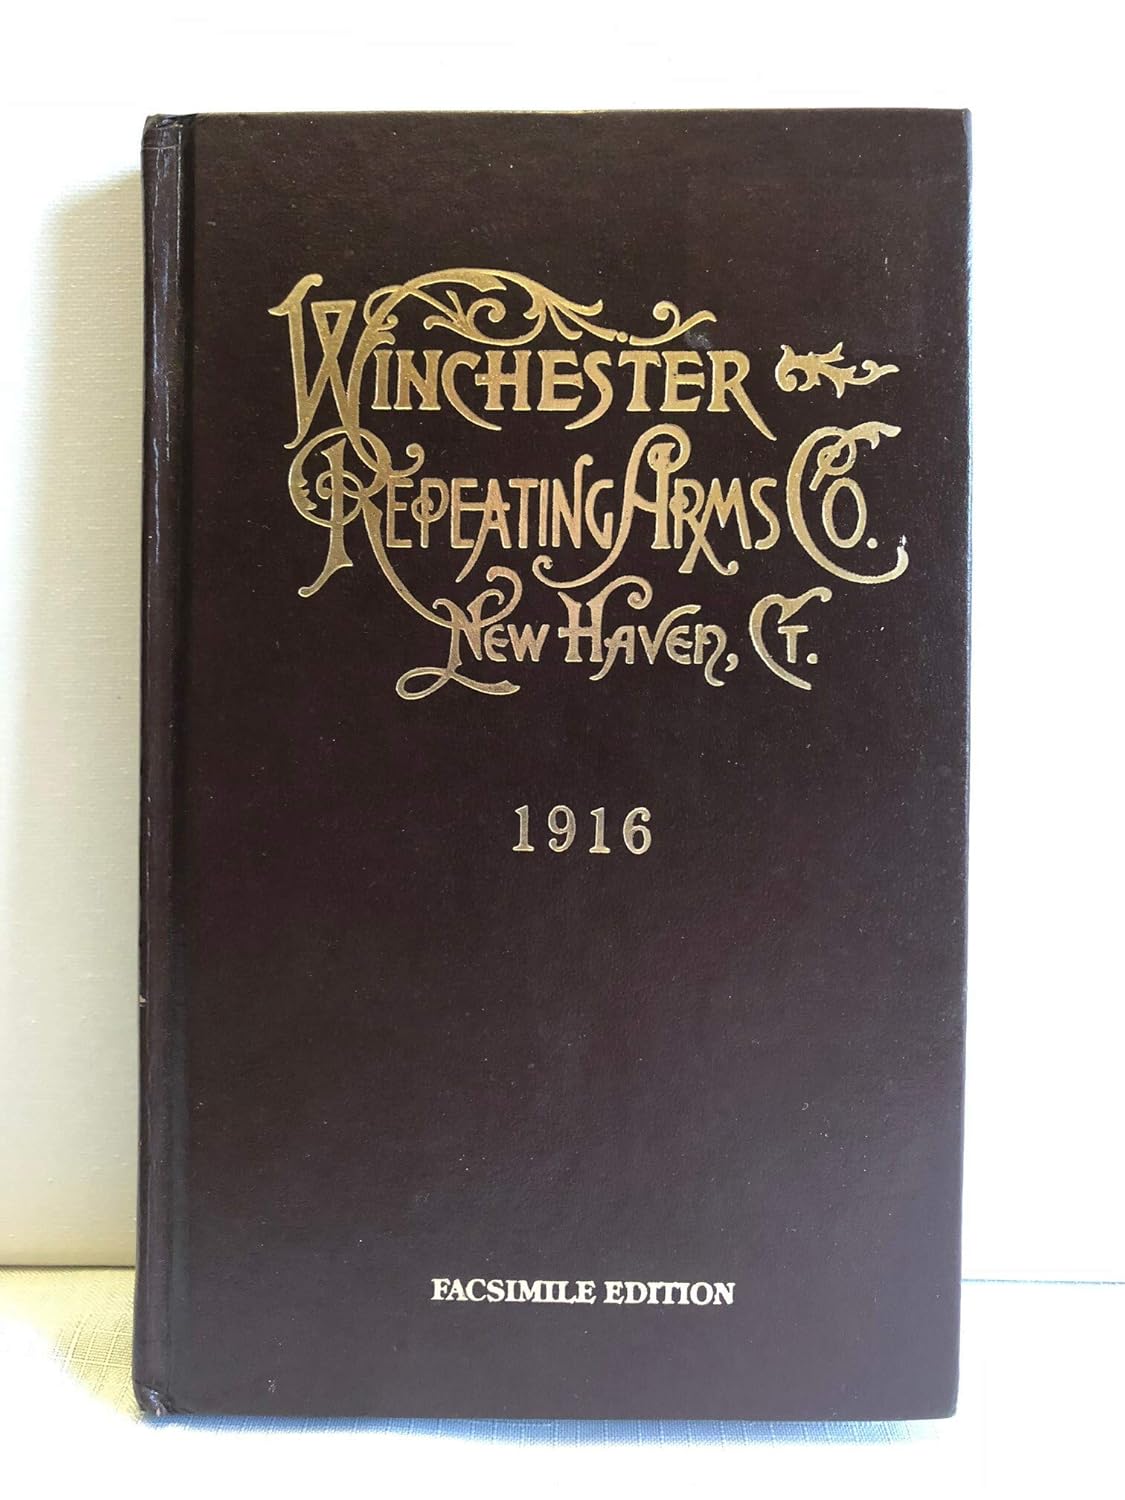 WINCHESTER
REPEATING ARMS CO.
NEW HAVEN, CT.
1916
FACSIMILE EDITION